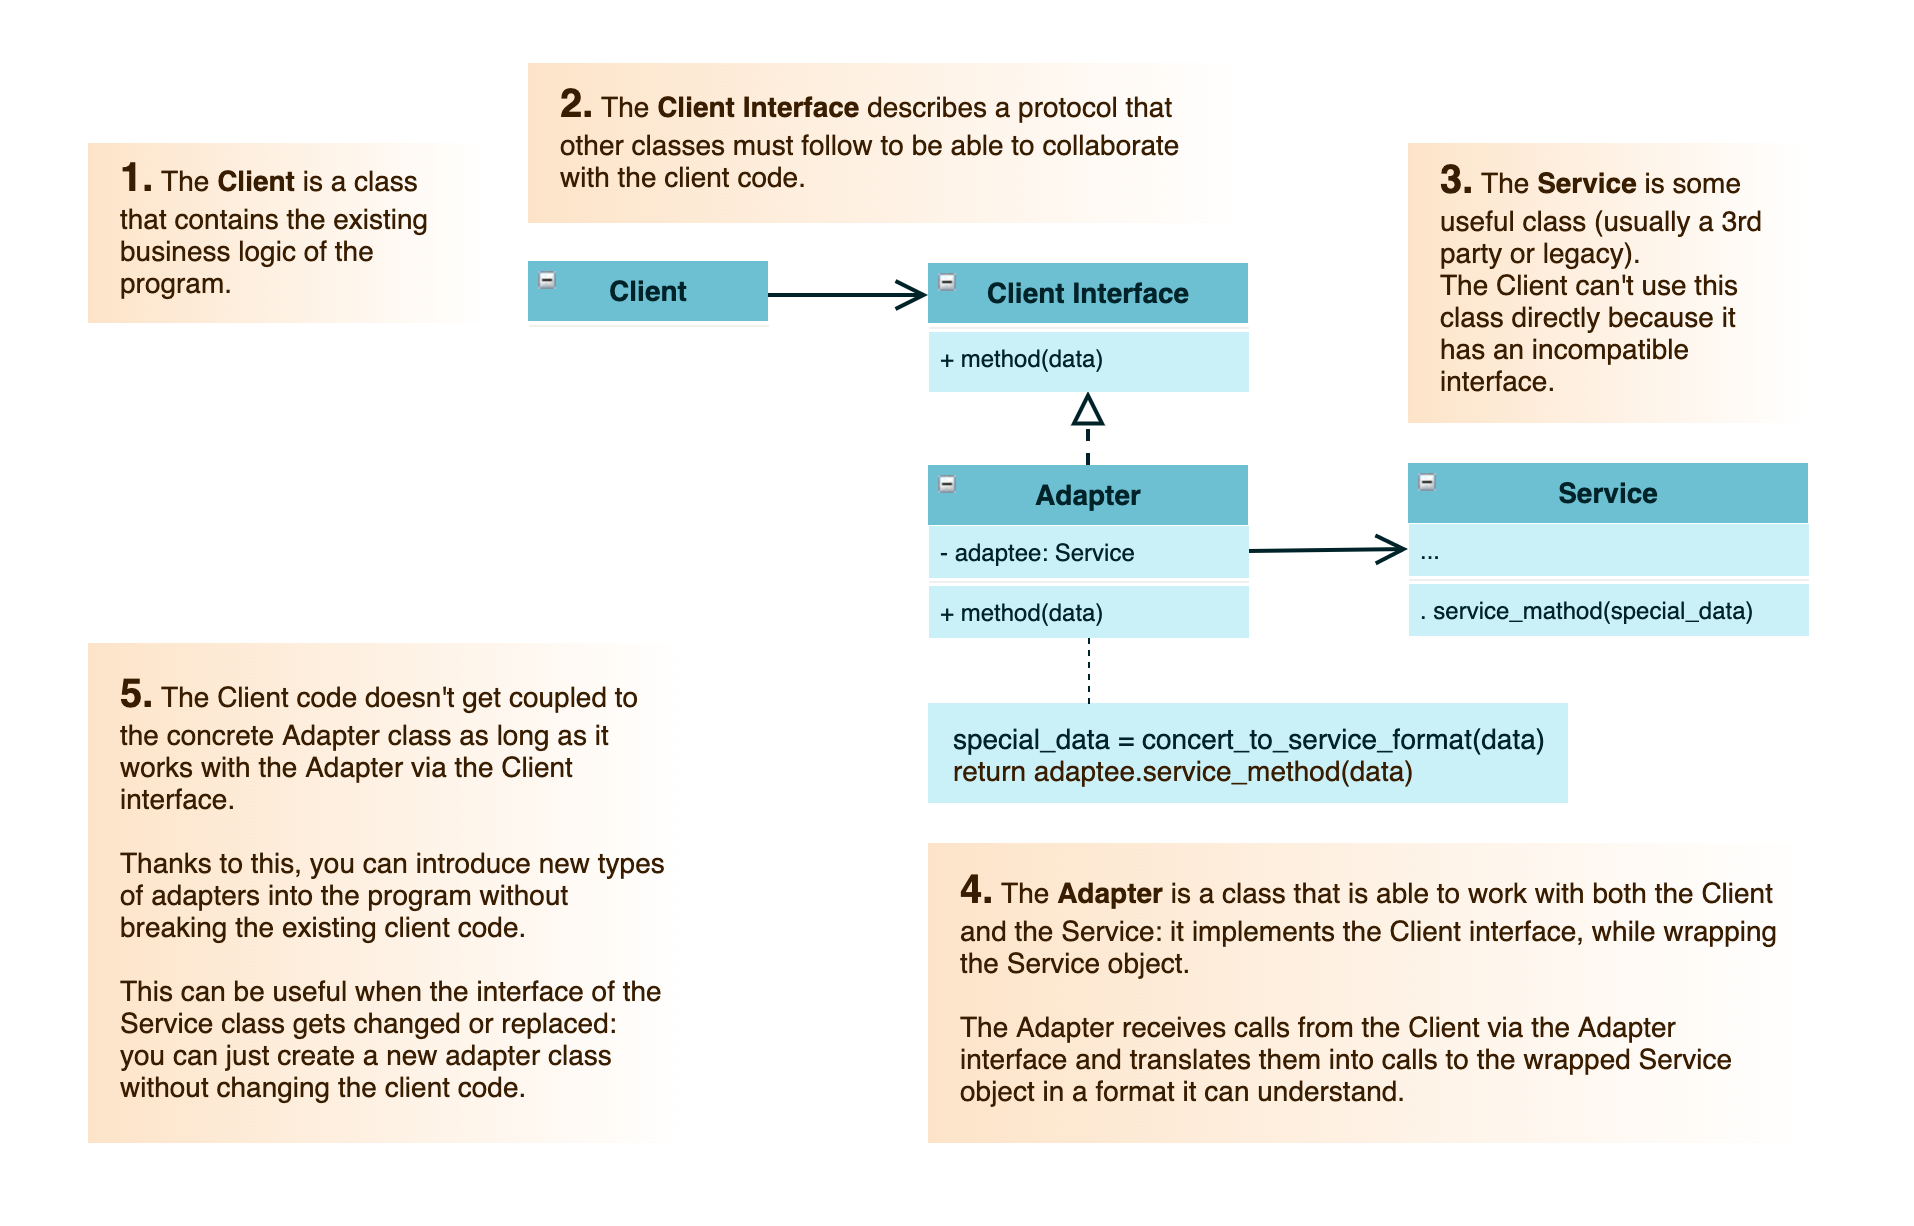 1. The Client is a class
that contains the existing
business logic of the
program.
2. The Client Interface describes a protocol that
other classes must follow to be able to collaborate
with the client code.
3. The Service is some
useful class (usually a 3rd
party or legacy).
The Client can't use this
class directly because it
has an incompatible
interface.
Client
Client Interface
+ method(data)
Adapter
- adaptee: Service
+ method(data)
Service
...
. service_mathod(special_data)
special_data = concert_to_service_format(data)
return adaptee.service_method(data)
5. The Client code doesn't get coupled to
the concrete Adapter class as long as it
works with the Adapter via the Client
interface.
Thanks to this, you can introduce new types
of adapters into the program without
breaking the existing client code.
This can be useful when the interface of the
Service class gets changed or replaced:
you can just create a new adapter class
without changing the client code.
4. The Adapter is a class that is able to work with both the Client
and the Service: it implements the Client interface, while wrapping
the Service object.
The Adapter receives calls from the Client via the Adapter
interface and translates them into calls to the wrapped Service
object in a format it can understand.